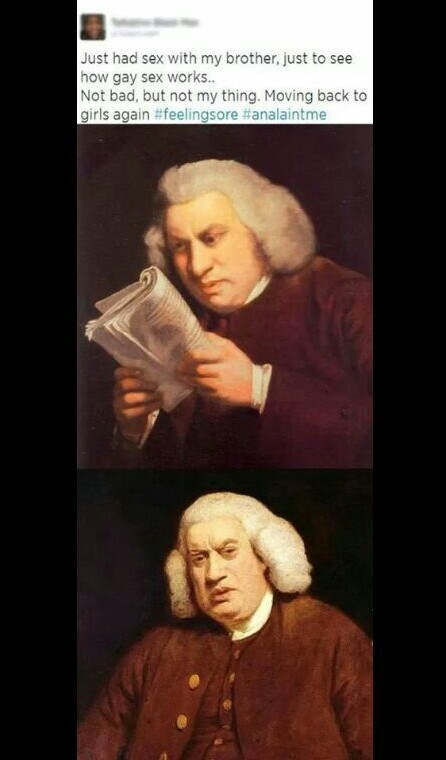 Just had sex with my brother, just to see
how gay sex works..
Not bad, but not my thing. Moving back to
girls again #feelingsore #analaintme